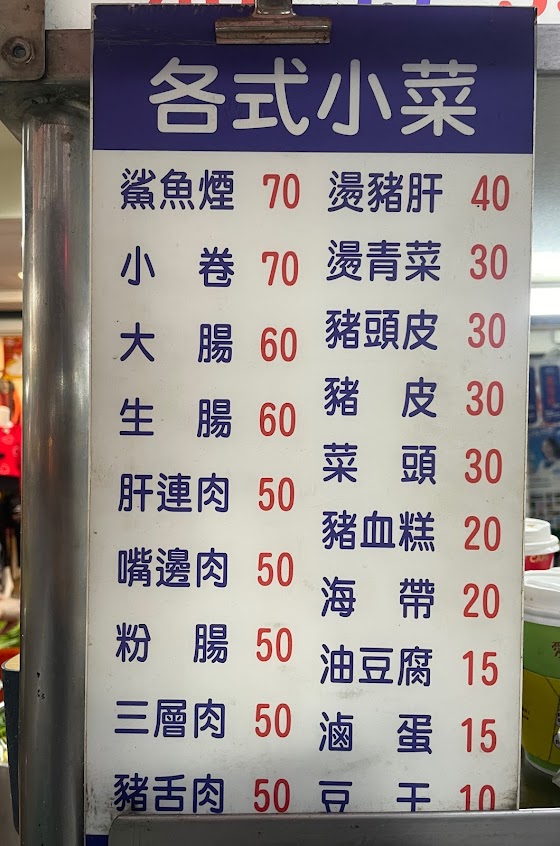 各式小菜
鯊魚煙 70
小卷 70
大腸 60
生腸 60
肝連肉 50
嘴邊肉 50
粉腸 50
三層肉 50
豬舌肉 50
燙豬肝 40
燙青菜 30
豬頭皮 30
豬皮 30
菜頭 30
豬血糕 20
海帶 20
油豆腐 15
滷蛋 15
豆干 10